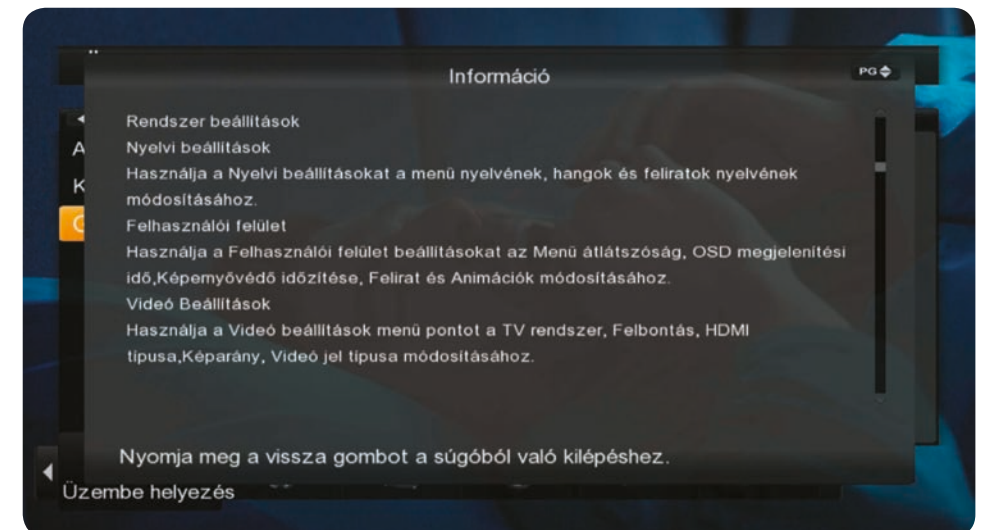 Információ
PG
A
K
G
Rendszer beállítások
Nyelvi beállítások
Használja a Nyelvi beállításokat a menü nyelvének, hangok és feliratok nyelvének
módosításához.
Felhasználói felület
Használja a Felhasználói felület beállításokat az Menü átlátszóság, OSD megjelenítési
idő,Képernyővédő időzítése, Felirat és Animációk módosításához.
Videó Beállítások
Használja a Videó beállítások menü pontot a TV rendszer, Felbontás, HDMI
típusa,Képarány, Videó jel típusa módosításához.
Nyomja meg a vissza gombot a súgóból való kilépéshez.
Üzembe helyezés